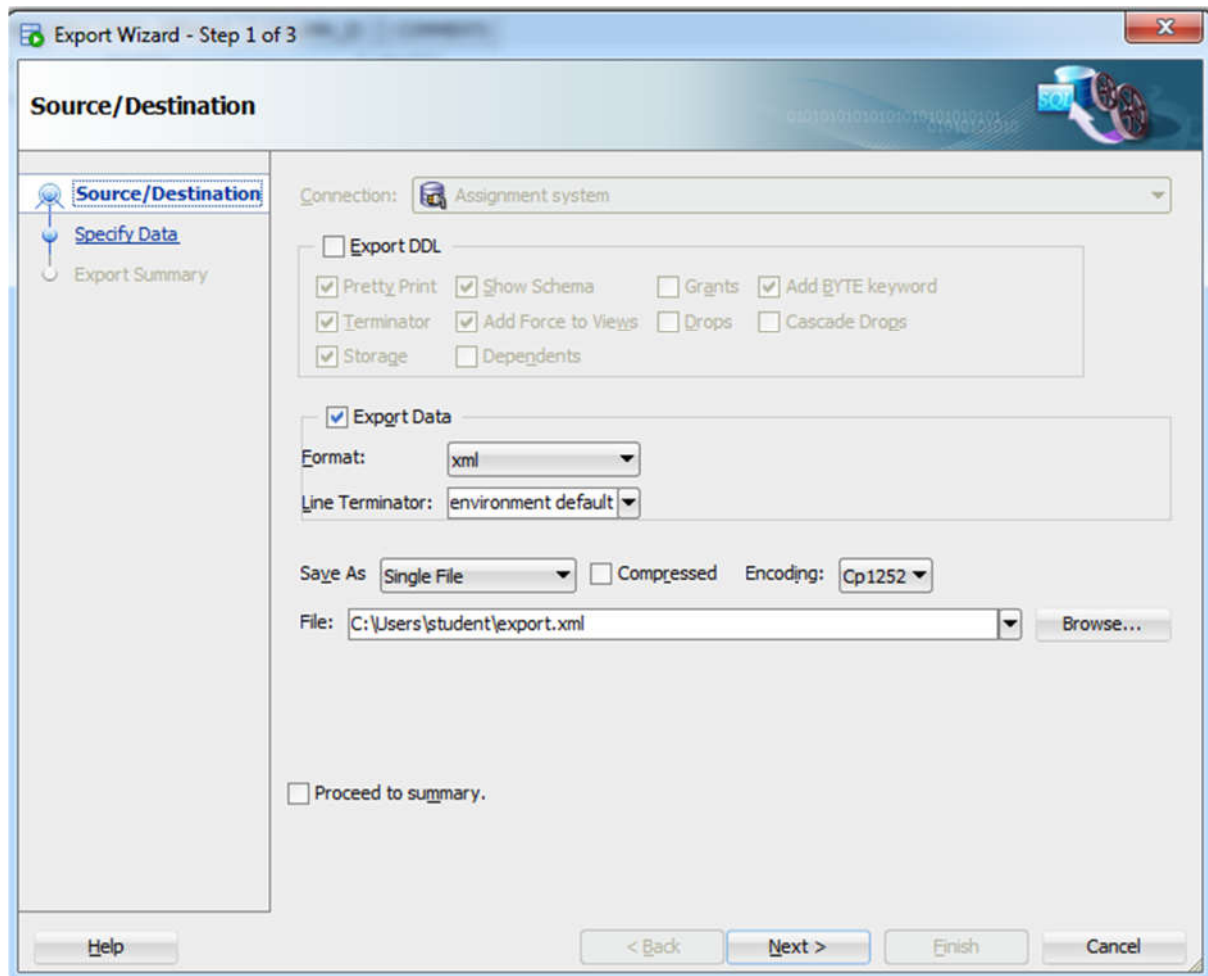 Export Wizard - Step 1 of 3
Source/Destination
SQL
Source/Destination
Specify Data
Export Summary
Connection: Assignment system
Export DDL
Pretty Print Show Schema Grants Add BYTE keyword
Terminator Add Force to Views Drops Cascade Drops
Storage Dependents
Export Data
Format: xml
Line Terminator: environment default
Save As Single File Compressed Encoding: Cp1252
File: C:\Users\student\export.xml Browse...
Proceed to summary.
Help < Back Next > Finish Cancel